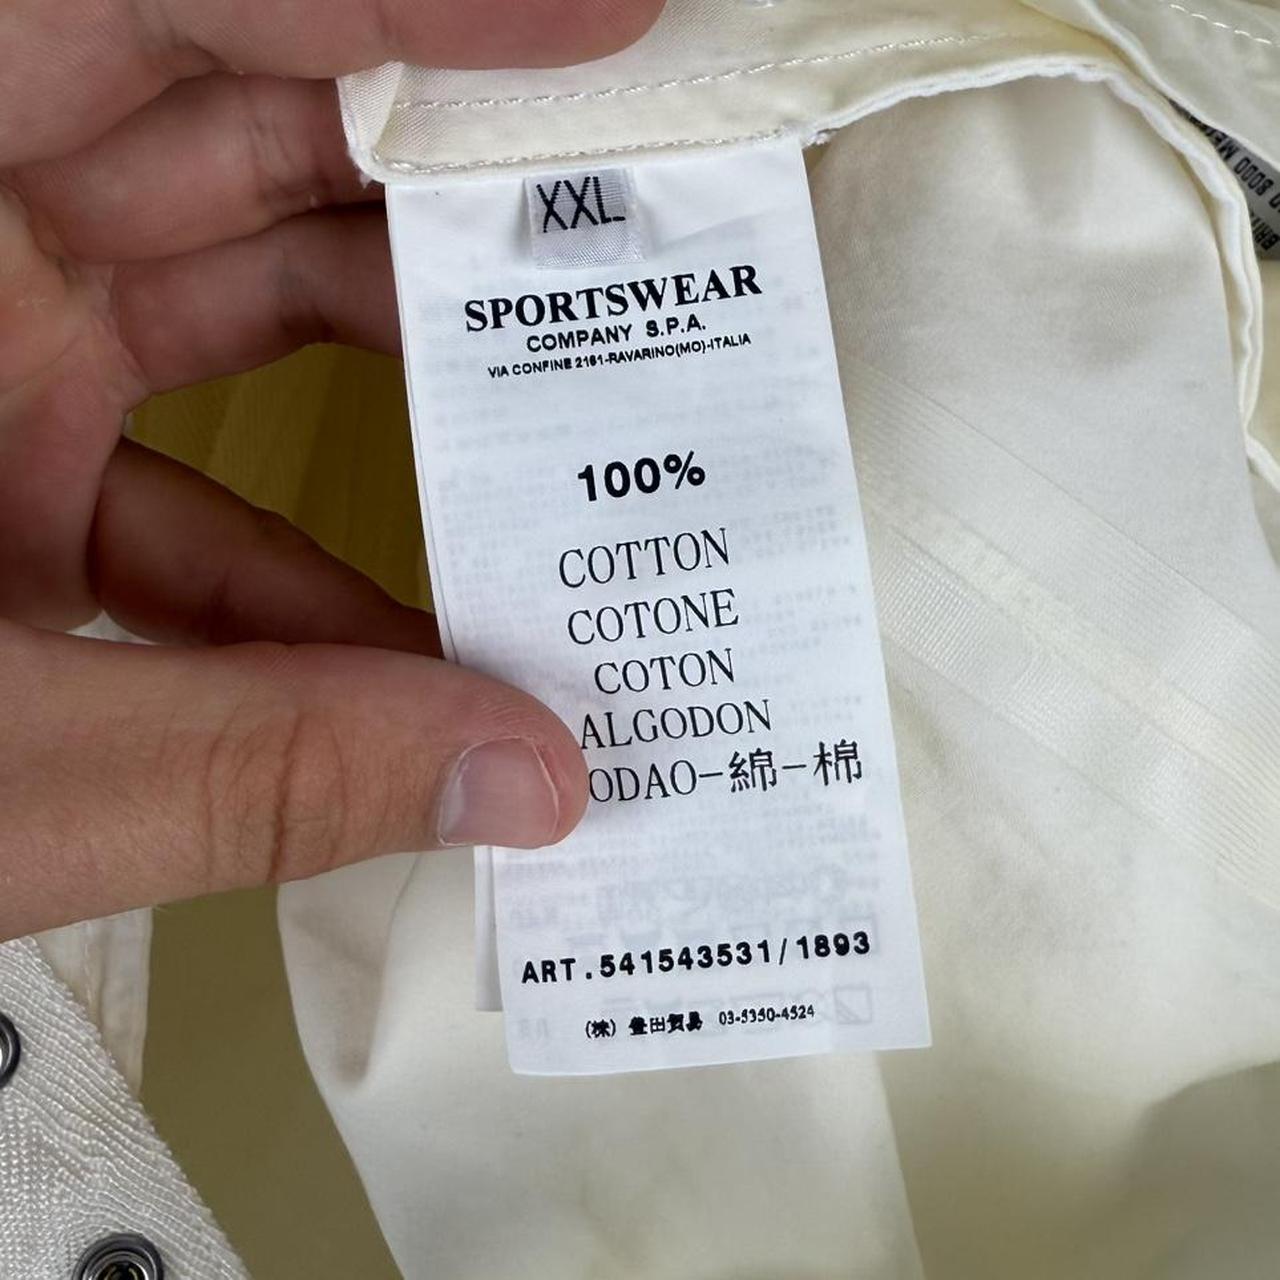 XXL
SPORTSWEAR
COMPANY S.P.A.
VIA CONFINE 2161-RAVARINO(MO)-ITALIA
100%
COTTON
COTONE
COTON
ALGODON
ODAO-綿-棉
ART.541543531/1893
(株) 豊田貿易 03-5350-4524